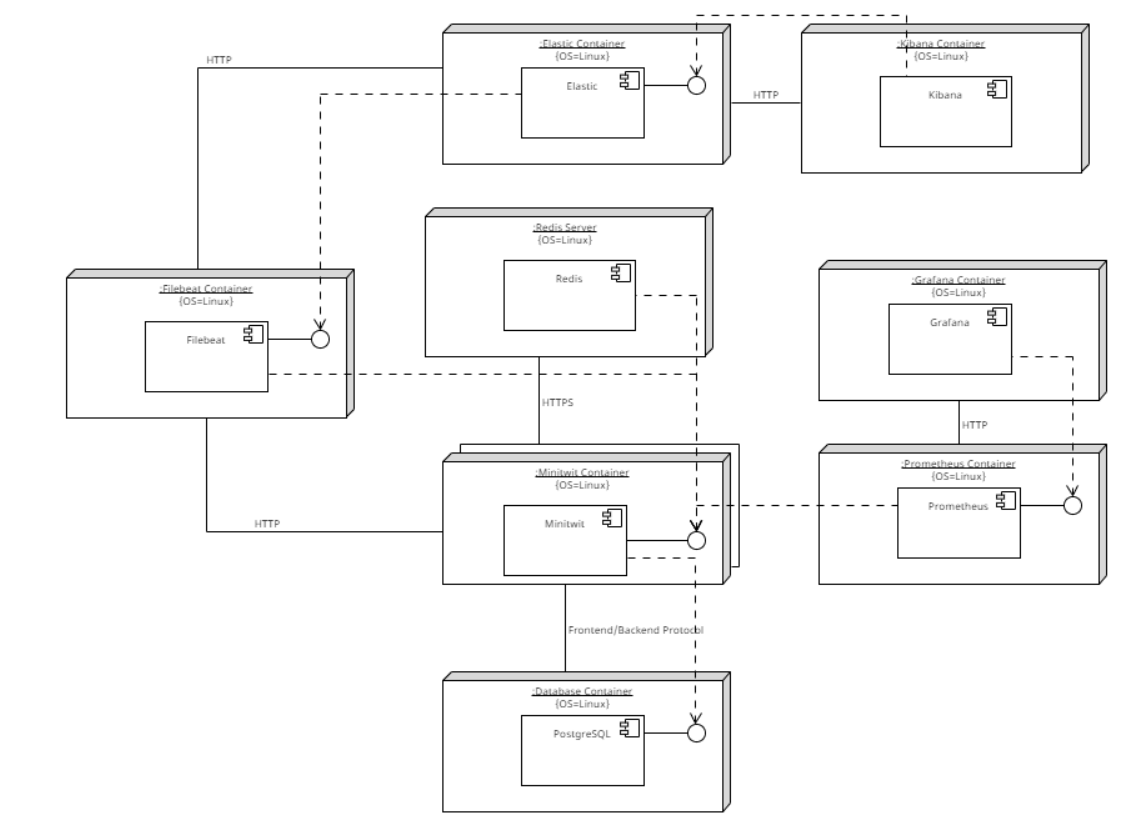 :Elastic Container
{OS=Linux}
Elastic
:Kibana Container
{OS=Linux}
Kibana
HTTP
HTTP
:Redis Server
{OS=Linux}
Redis
:Filebeat Container
{OS=Linux}
Filebeat
:Grafana Container
{OS=Linux}
Grafana
HTTPS
HTTP
:Minitwit Container
{OS=Linux}
Minitwit
:Prometheus Container
{OS=Linux}
Prometheus
HTTP
Frontend/Backend Protocol
:Database Container
{OS=Linux}
PostgreSQL